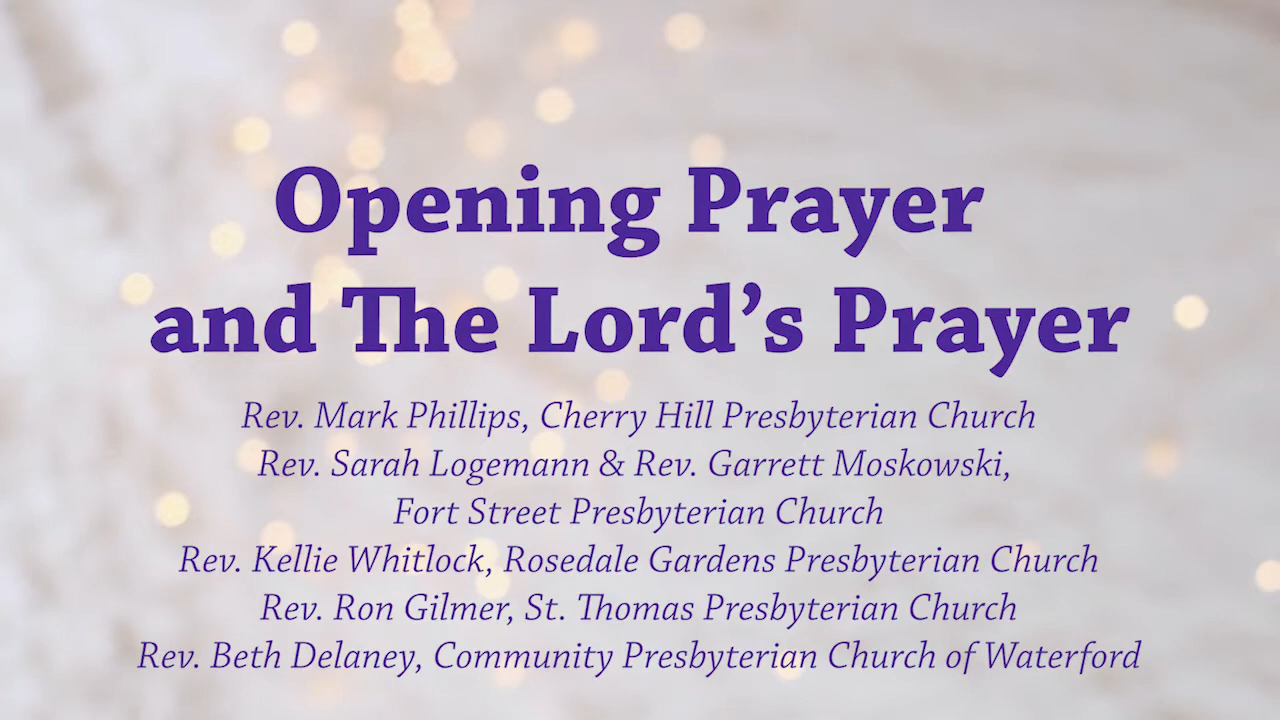 Opening Prayer
and The Lord’s Prayer
Rev. Mark Phillips, Cherry Hill Presbyterian Church
Rev. Sarah Logemann & Rev. Garrett Moskowski,
Fort Street Presbyterian Church
Rev. Kellie Whitlock, Rosedale Gardens Presbyterian Church
Rev. Ron Gilmer, St. Thomas Presbyterian Church
Rev. Beth Delaney, Community Presbyterian Church of Waterford